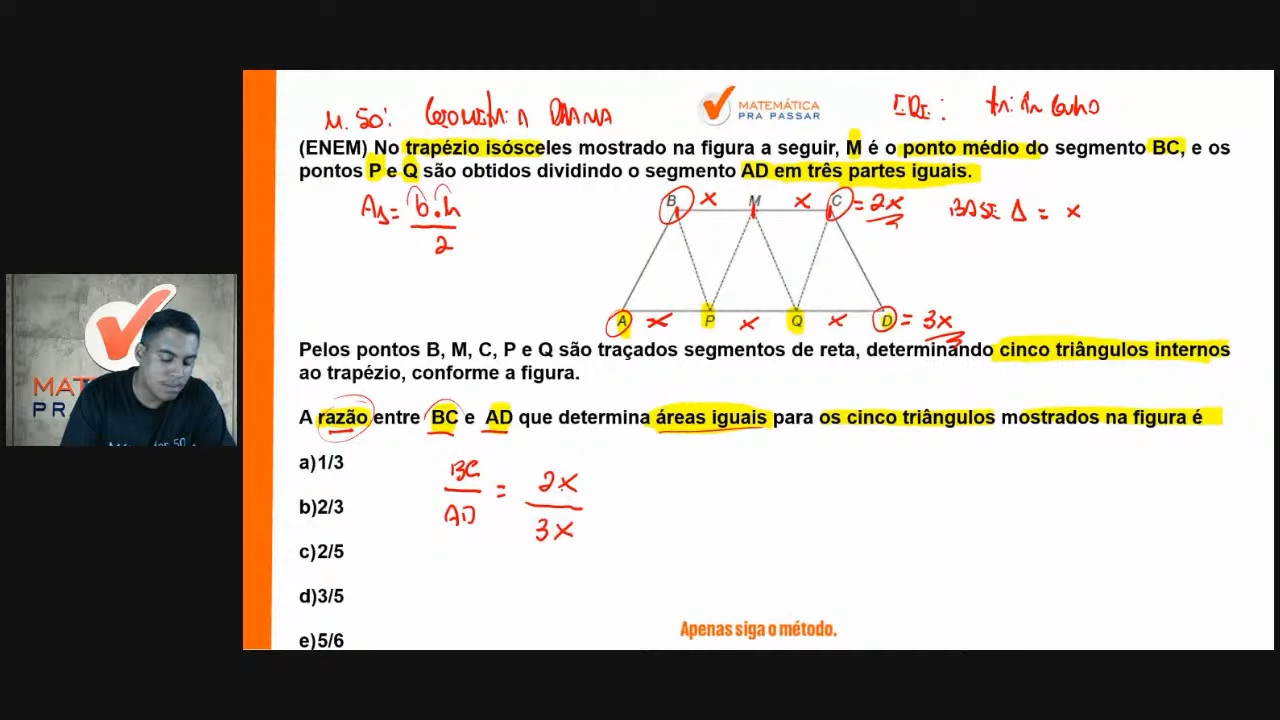 M. 50:
MATEMÁTICA
PRA PASSAR
(ENEM) No trapézio isósceles mostrado na figura a seguir, M é o ponto médio do segmento BC, e os
pontos P e Q são obtidos dividindo o segmento AD em três partes iguais.
A△ = b.h
2
B x M x C = 2x
BASE △ = x
A x P x Q x D = 3x
Pelos pontos B, M, C, P e Q são traçados segmentos de reta, determinando cinco triângulos internos
ao trapézio, conforme a figura.
A razão entre BC e AD que determina áreas iguais para os cinco triângulos mostrados na figura é
a)1/3
b)2/3
c)2/5
d)3/5
e)5/6
BC = 2x
AD 3x
Apenas siga o método.
MAT
PR